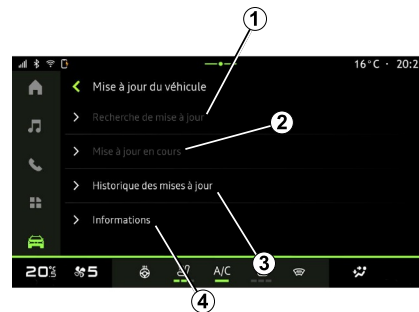 1
16°C · 20:2
Mise à jour du véhicule
Recherche de mise à jour
2
Mise à jour en cours
Historique des mises à jour
Informations
3
20.5 5 A/C
4